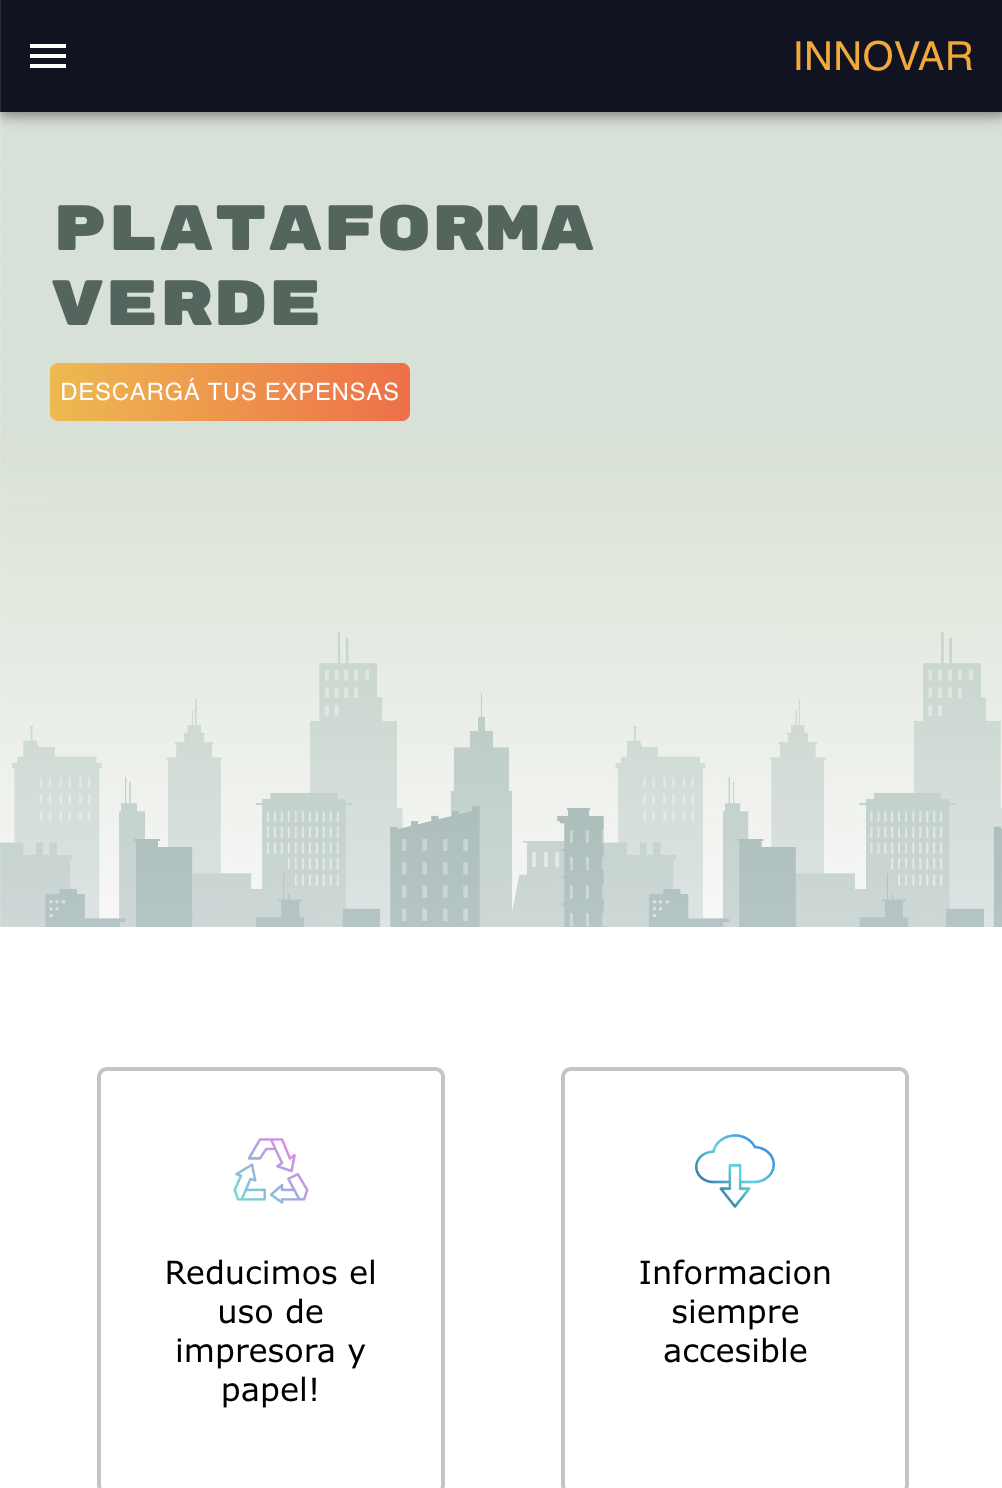 INNOVAR
PLATAFORMA
VERDE
DESCARGÁ TUS EXPENSAS
Reducimos el
uso de
impresora y
papel!
Informacion
siempre
accesible